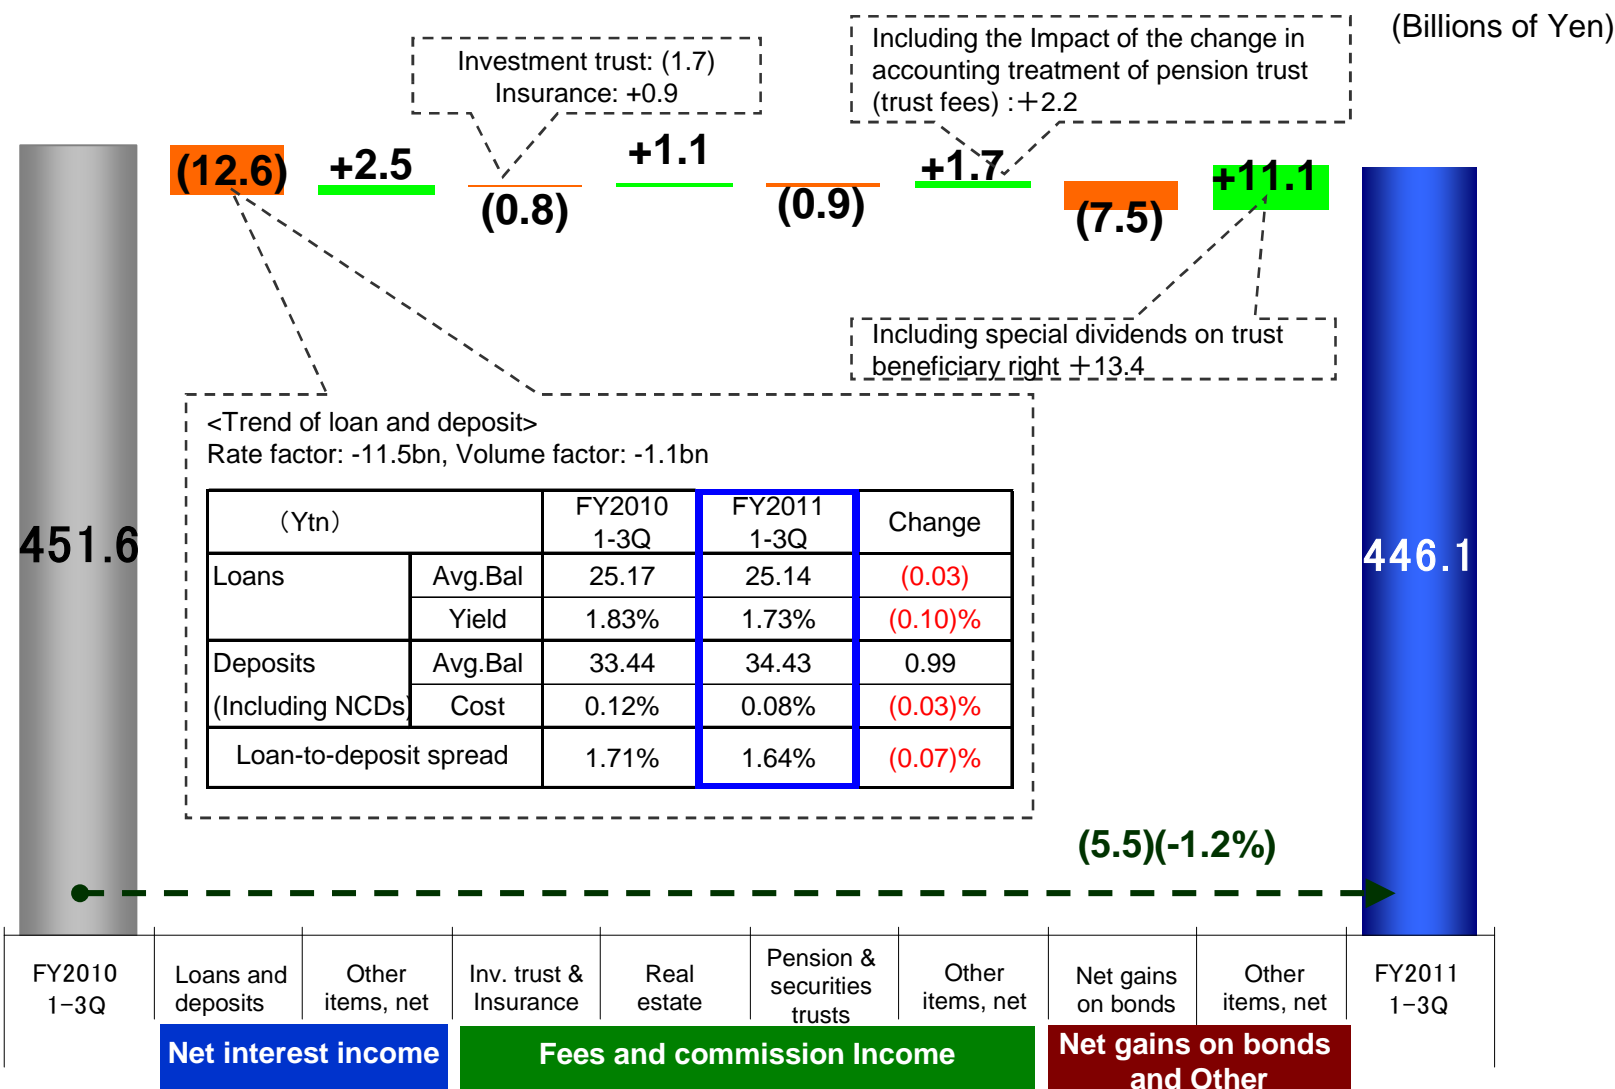 (Billions of Yen)
Investment trust: (1.7)
Insurance: +0.9
Including the Impact of the change in
accounting treatment of pension trust
(trust fees) :＋2.2
(12.6)
+2.5
(0.8)
+1.1
(0.9)
+1.7
(7.5)
+11.1
Including special dividends on trust
beneficiary right ＋13.4
451.6
446.1
<Trend of loan and deposit>
Rate factor: -11.5bn, Volume factor: -1.1bn
（Ytn） FY2010 1-3Q FY2011 1-3Q Change
Loans Avg.Bal 25.17 25.14 (0.03)
Yield 1.83% 1.73% (0.10)%
Deposits Avg.Bal 33.44 34.43 0.99
(Including NCDs) Cost 0.12% 0.08% (0.03)%
Loan-to-deposit spread 1.71% 1.64% (0.07)%
(5.5)(-1.2%)
FY2010
1-3Q
Loans and
deposits
Other
items, net
Inv. trust &
Insurance
Real
estate
Pension &
securities
trusts
Other
items, net
Net gains
on bonds
Other
items, net
FY2011
1-3Q
Net interest income
Fees and commission Income
Net gains on bonds
and Other